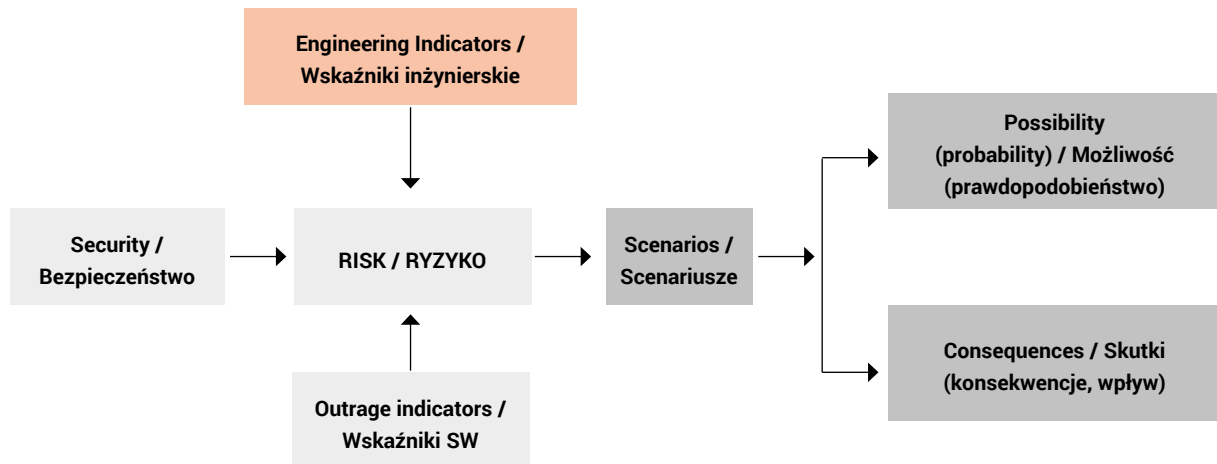 Engineering Indicators /
Wskaźniki inżynierskie
Possibility
(probability) / Możliwość
(prawdopodobieństwo)
Security /
Bezpieczeństwo
RISK / RYZYKO
Scenarios /
Scenariusze
Consequences / Skutki
(konsekwencje, wpływ)
Outrage indicators /
Wskaźniki SW